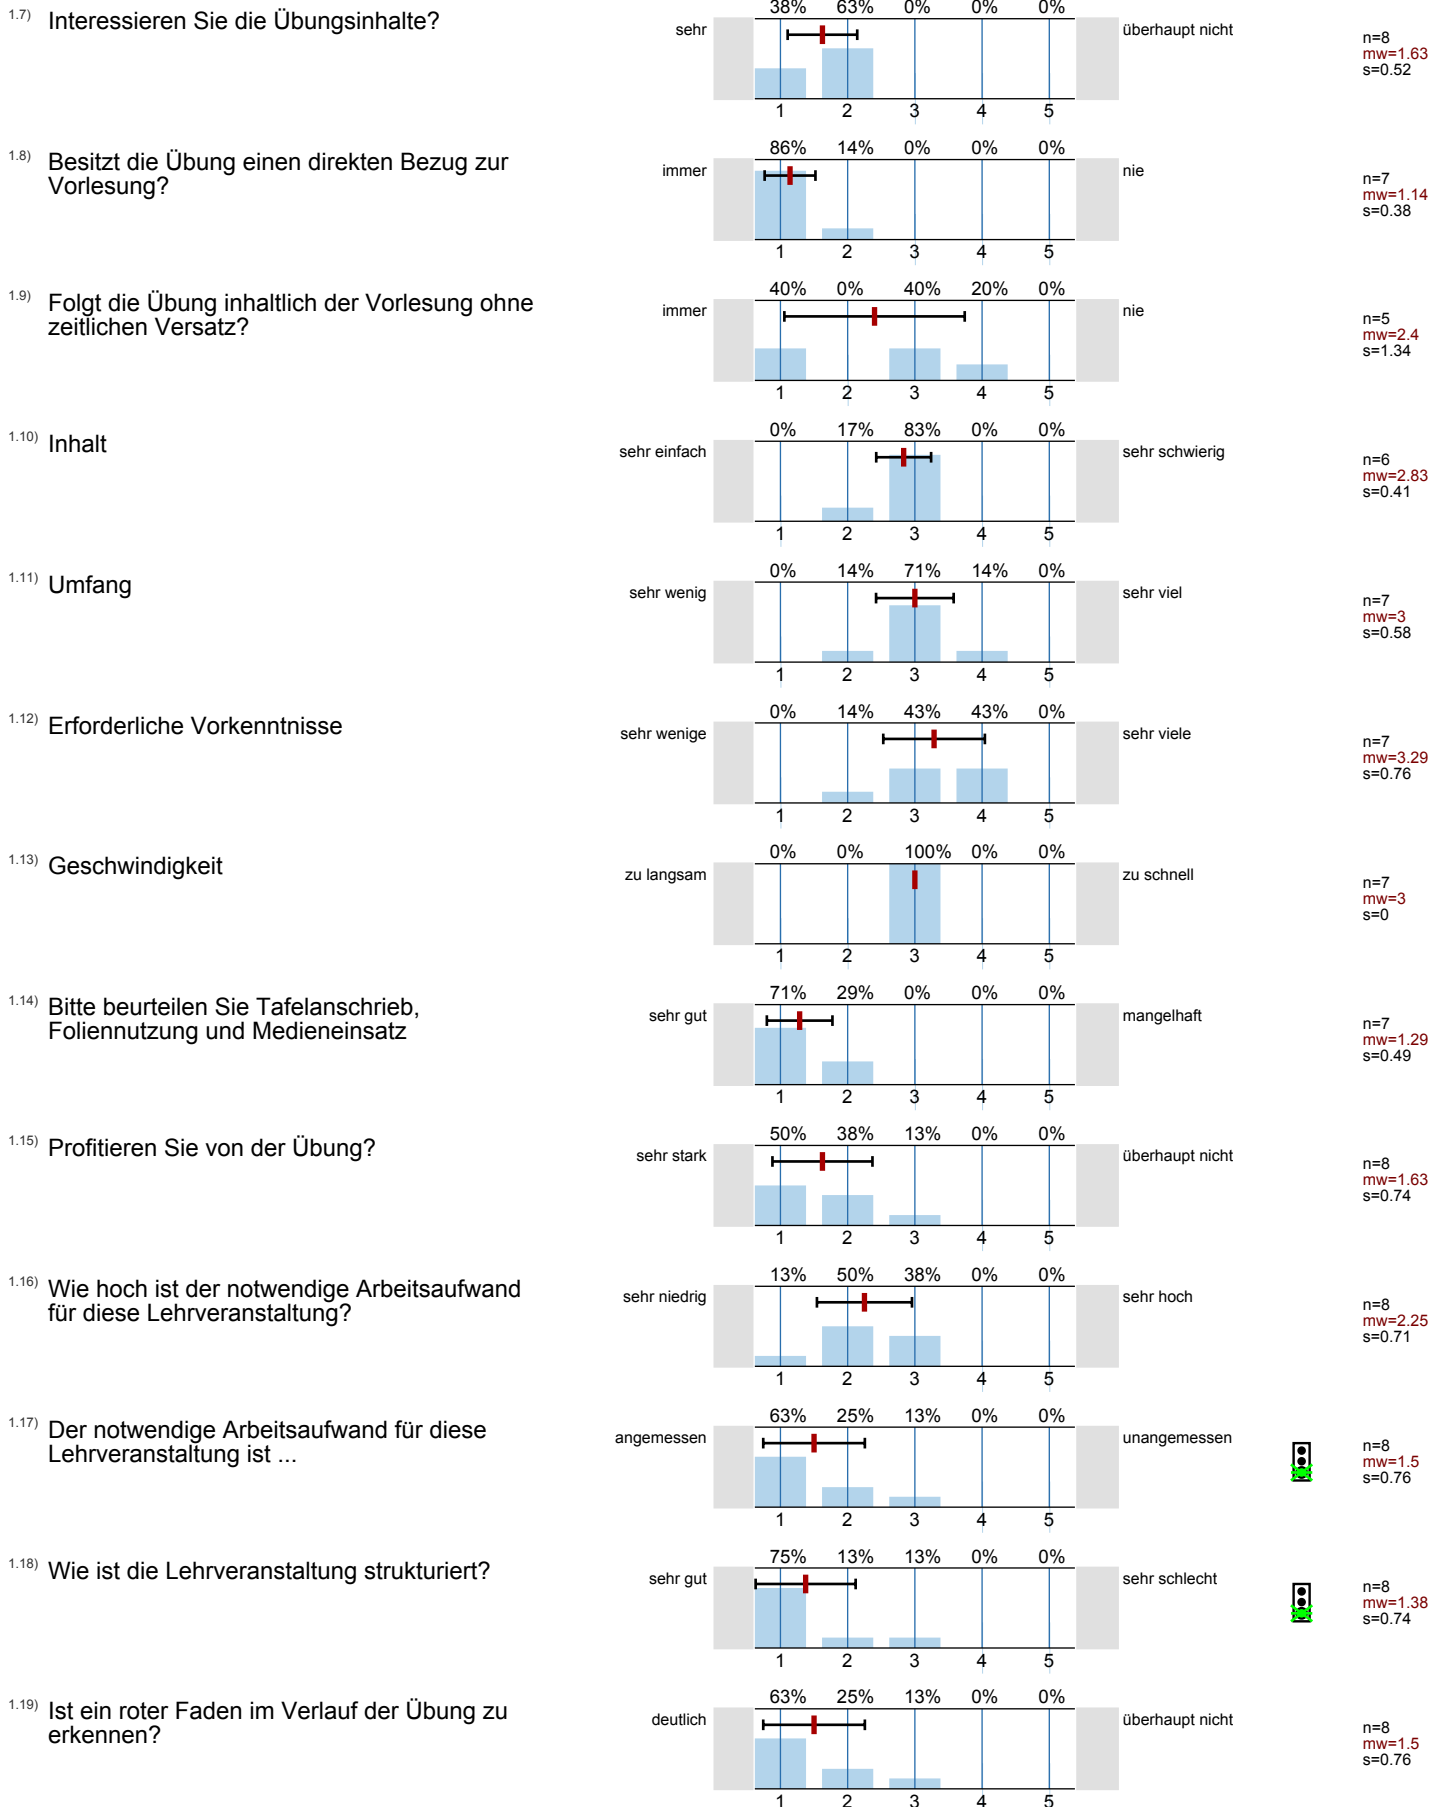 1.7) Interessieren Sie die Übungsinhalte?
38% 63% 0% 0% 0%
sehr überhaupt nicht
n=8
mw=1.63
s=0.52
1 2 3 4 5
1.8) Besitzt die Übung einen direkten Bezug zur
Vorlesung?
86% 14% 0% 0% 0%
immer nie
n=7
mw=1.14
s=0.38
1 2 3 4 5
1.9) Folgt die Übung inhaltlich der Vorlesung ohne
zeitlichen Versatz?
40% 0% 40% 20% 0%
immer nie
n=5
mw=2.4
s=1.34
1 2 3 4 5
1.10) Inhalt
0% 17% 83% 0% 0%
sehr einfach sehr schwierig
n=6
mw=2.83
s=0.41
1 2 3 4 5
1.11) Umfang
0% 14% 71% 14% 0%
sehr wenig sehr viel
n=7
mw=3
s=0.58
1 2 3 4 5
1.12) Erforderliche Vorkenntnisse
0% 14% 43% 43% 0%
sehr wenige sehr viele
n=7
mw=3.29
s=0.76
1 2 3 4 5
1.13) Geschwindigkeit
0% 0% 100% 0% 0%
zu langsam zu schnell
n=7
mw=3
s=0
1 2 3 4 5
1.14) Bitte beurteilen Sie Tafelanschrieb,
Foliennutzung und Medieneinsatz
71% 29% 0% 0% 0%
sehr gut mangelhaft
n=7
mw=1.29
s=0.49
1 2 3 4 5
1.15) Profitieren Sie von der Übung?
50% 38% 13% 0% 0%
sehr stark überhaupt nicht
n=8
mw=1.63
s=0.74
1 2 3 4 5
1.16) Wie hoch ist der notwendige Arbeitsaufwand
für diese Lehrveranstaltung?
13% 50% 38% 0% 0%
sehr niedrig sehr hoch
n=8
mw=2.25
s=0.71
1 2 3 4 5
1.17) Der notwendige Arbeitsaufwand für diese
Lehrveranstaltung ist ...
63% 25% 13% 0% 0%
angemessen unangemessen
n=8
mw=1.5
s=0.76
1 2 3 4 5
1.18) Wie ist die Lehrveranstaltung strukturiert?
75% 13% 13% 0% 0%
sehr gut sehr schlecht
n=8
mw=1.38
s=0.74
1 2 3 4 5
1.19) Ist ein roter Faden im Verlauf der Übung zu
erkennen?
63% 25% 13% 0% 0%
deutlich überhaupt nicht
n=8
mw=1.5
s=0.76
1 2 3 4 5